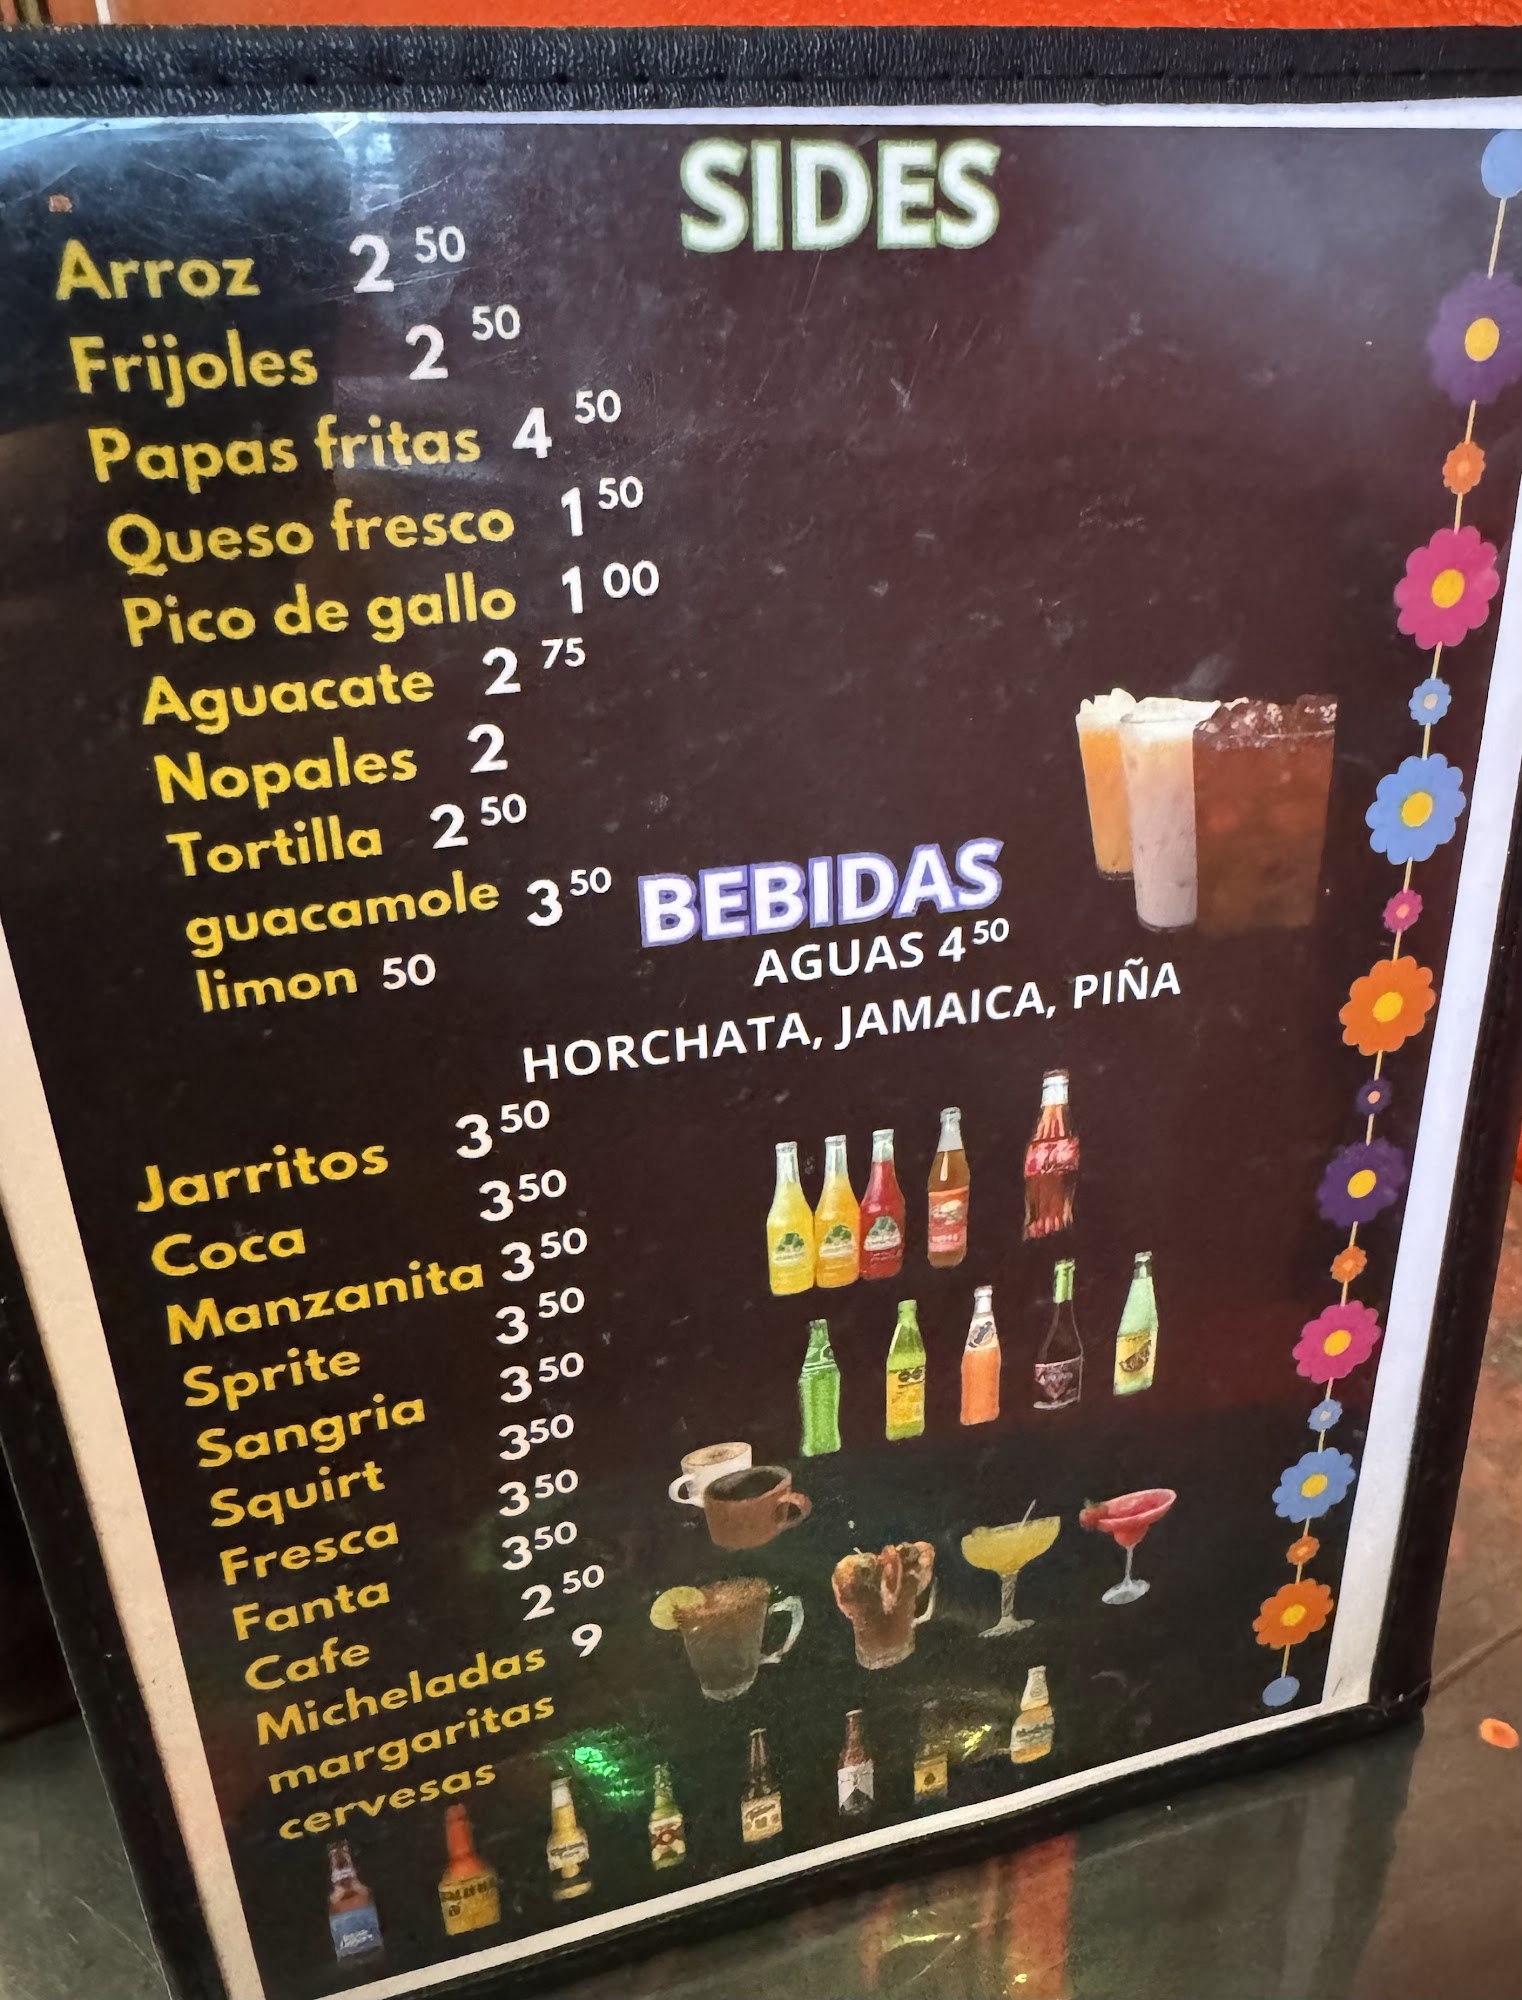 SIDES
Arroz 2 50
Frijoles 2 50
Papas fritas 4 50
Queso fresco 1 50
Pico de gallo 1 00
Aguacate 2 75
Nopales 2
Tortilla 2 50
guacamole 3 50
limon 50
BEBIDAS
AGUAS 4 50
HORCHATA, JAMAICA, PIÑA
Jarritos 3 50
Coca 3 50
Manzanita 3 50
Sprite 3 50
Sangria 3 50
Squirt 3 50
Fresca 3 50
Fanta 3 50
Cafe 2 50
Micheladas 9
margaritas
cervesas